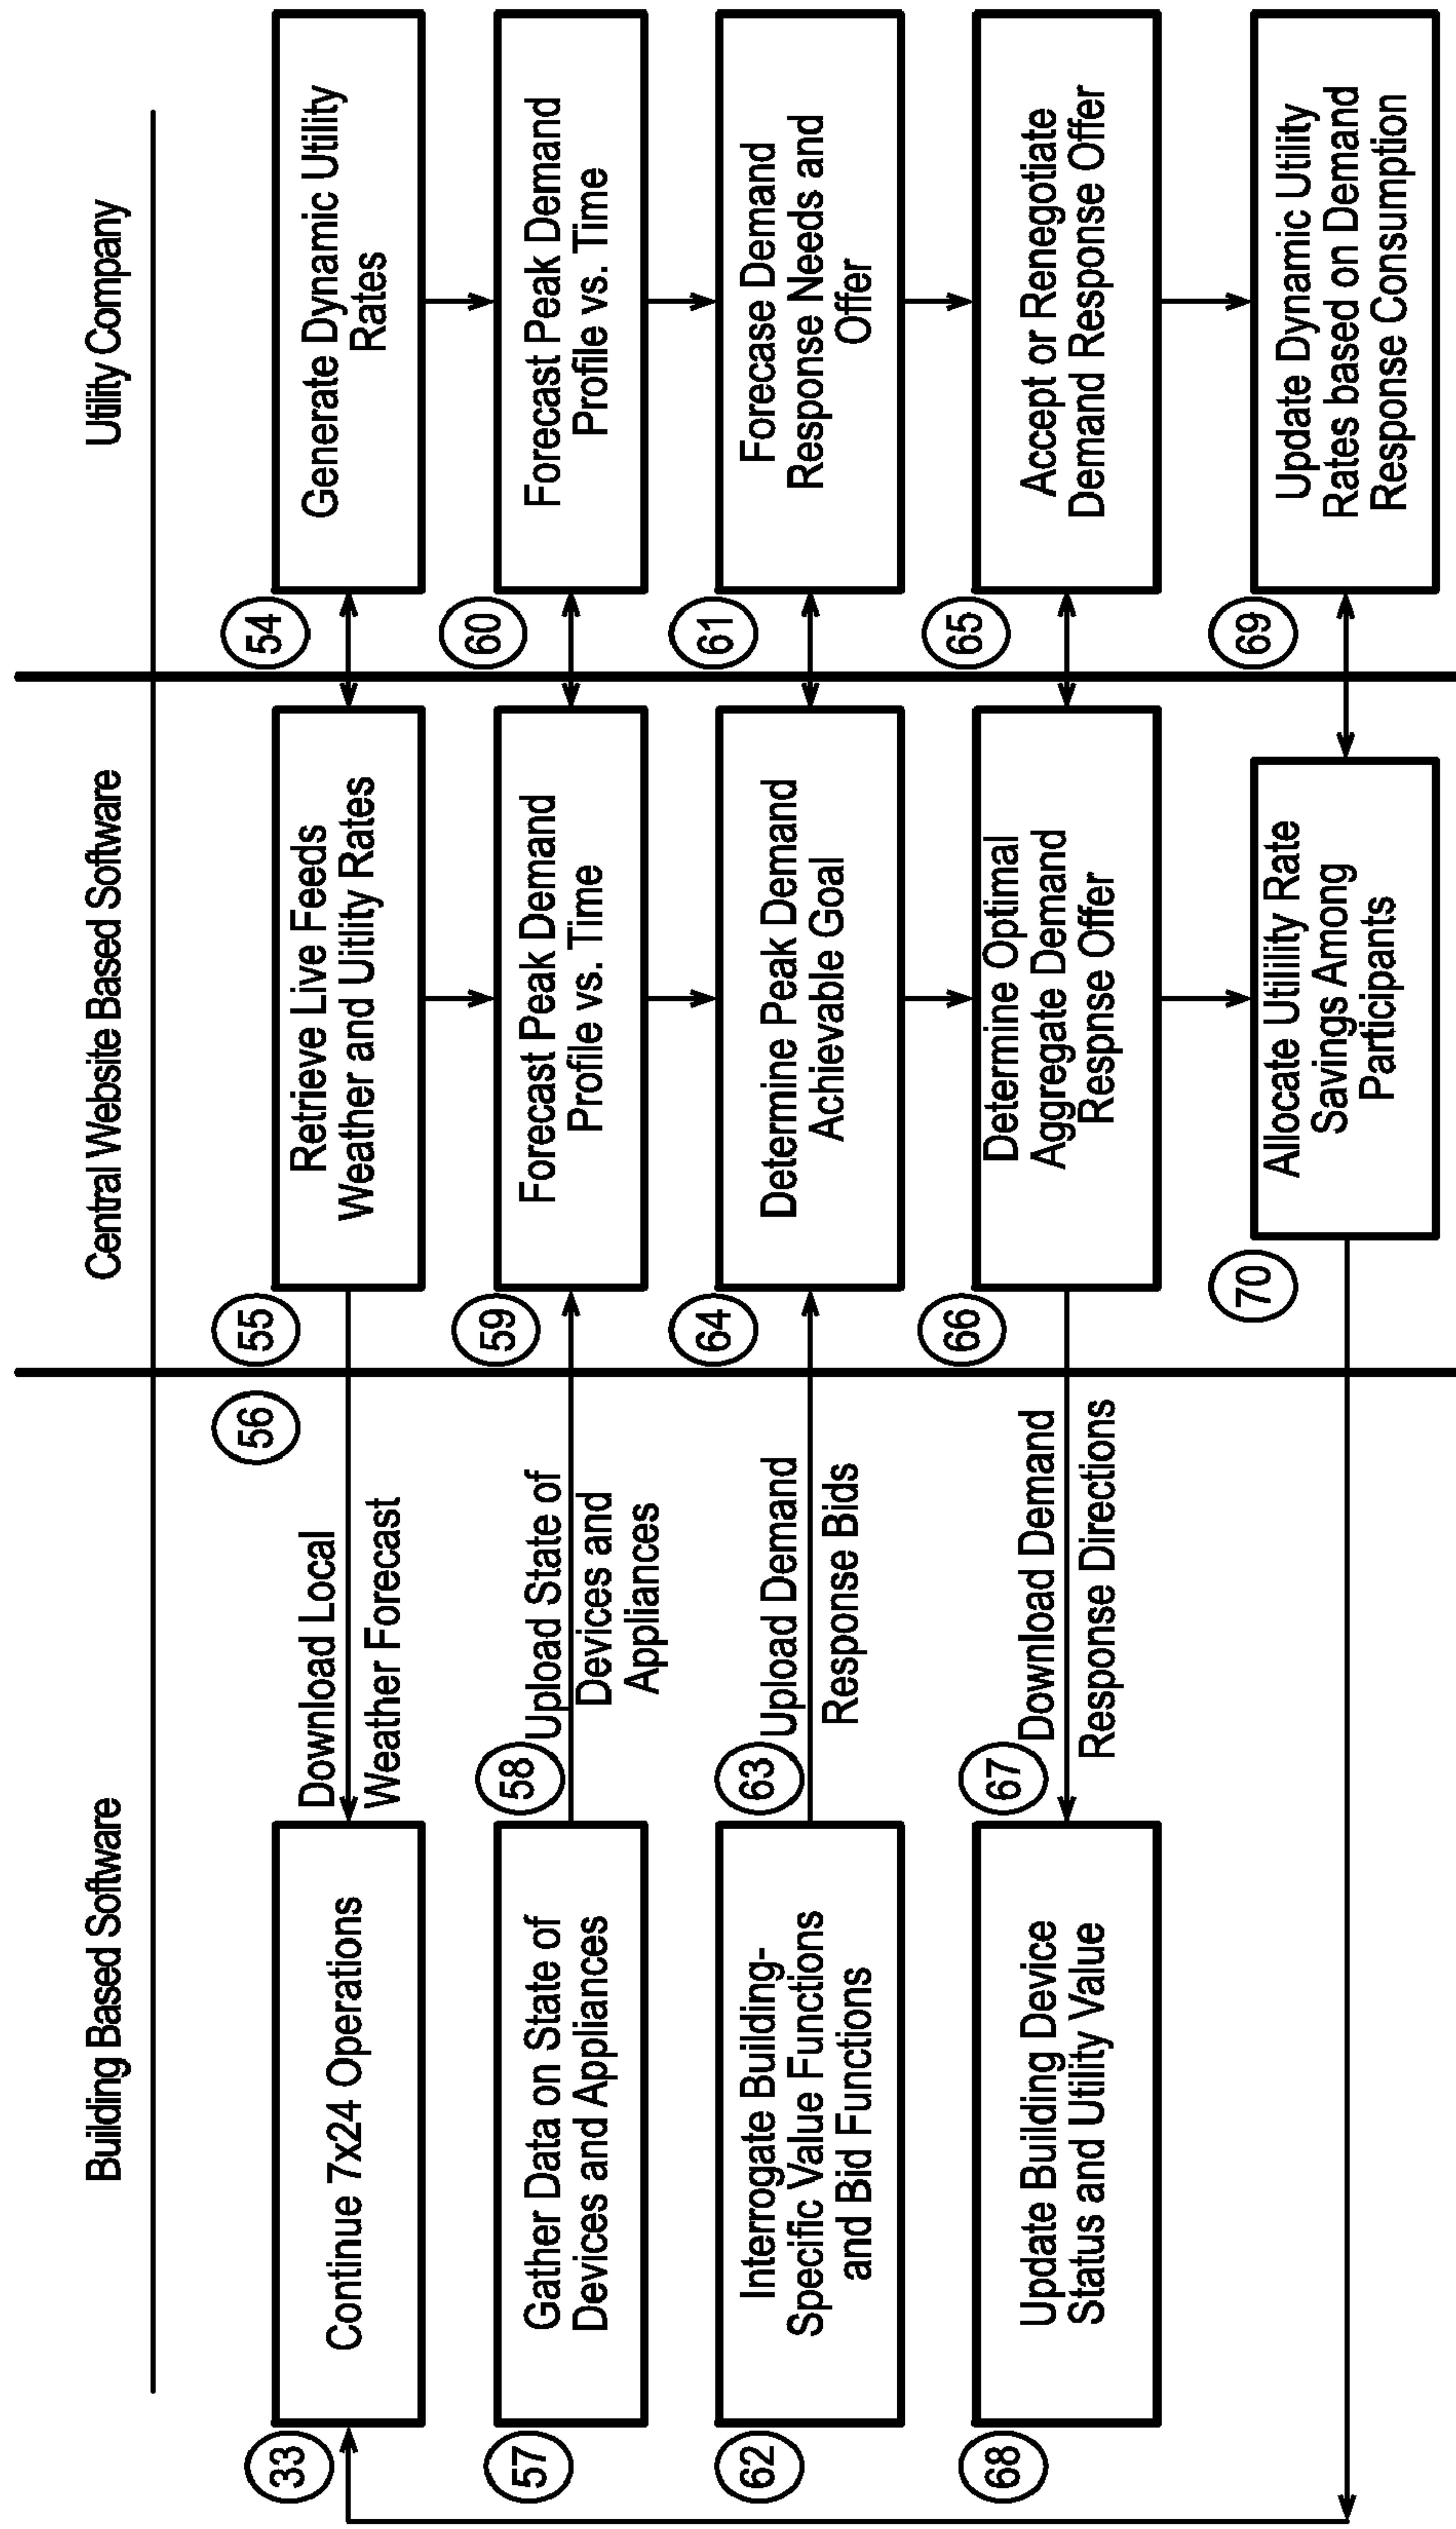 Building Based Software
Central Website Based Software
Utility Company
33
Continue 7x24 Operations
Download Local
Weather Forecast
56
55
Retrieve Live Feeds
Weather and Uitlity Rates
54
Generate Dynamic Utility
Rates
57
Gather Data on State of
Devices and Appliances
58
Upload State of
Devices and
Appliances
59
Forecast Peak Demand
Profile vs. Time
60
Forecast Peak Demand
Profile vs. Time
62
Interrogate Building-
Specific Value Functions
and Bid Functions
63
Upload Demand
Response Bids
64
Determine Peak Demand
Achievable Goal
61
Forecase Demand
Response Needs and
Offer
68
Update Building Device
Status and Utility Value
67
Download Demand
Response Directions
66
Determine Optimal
Aggregate Demand
Respnse Offer
65
Accept or Renegotiate
Demand Response Offer
70
Allocate Utility Rate
Savings Among
Participants
69
Update Dynamic Utility
Rates based on Demand
Response Consumption